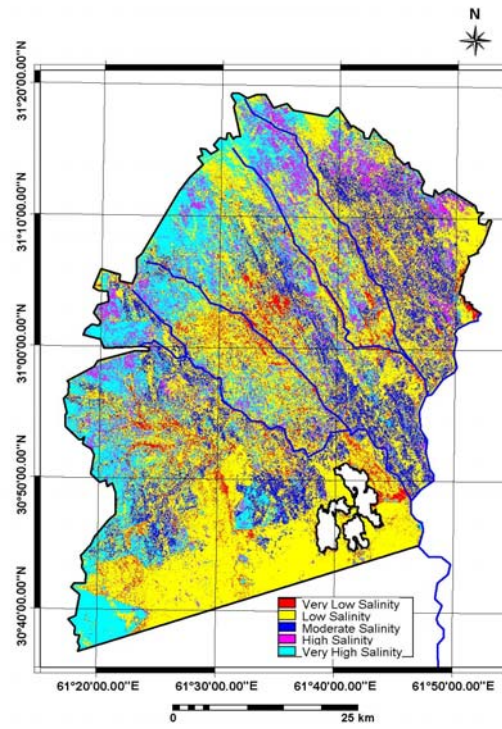 N
31°20'00.00"N
31°10'00.00"N
31°00'00.00"N
30°50'00.00"N
30°40'00.00"N
Very Low Salinity
Low Salinity
Moderate Salinity
High Salinity
Very High Salinity
61°20'00.00"E
61°30'00.00"E
61°40'00.00"E
61°50'00.00"E
0 25 km